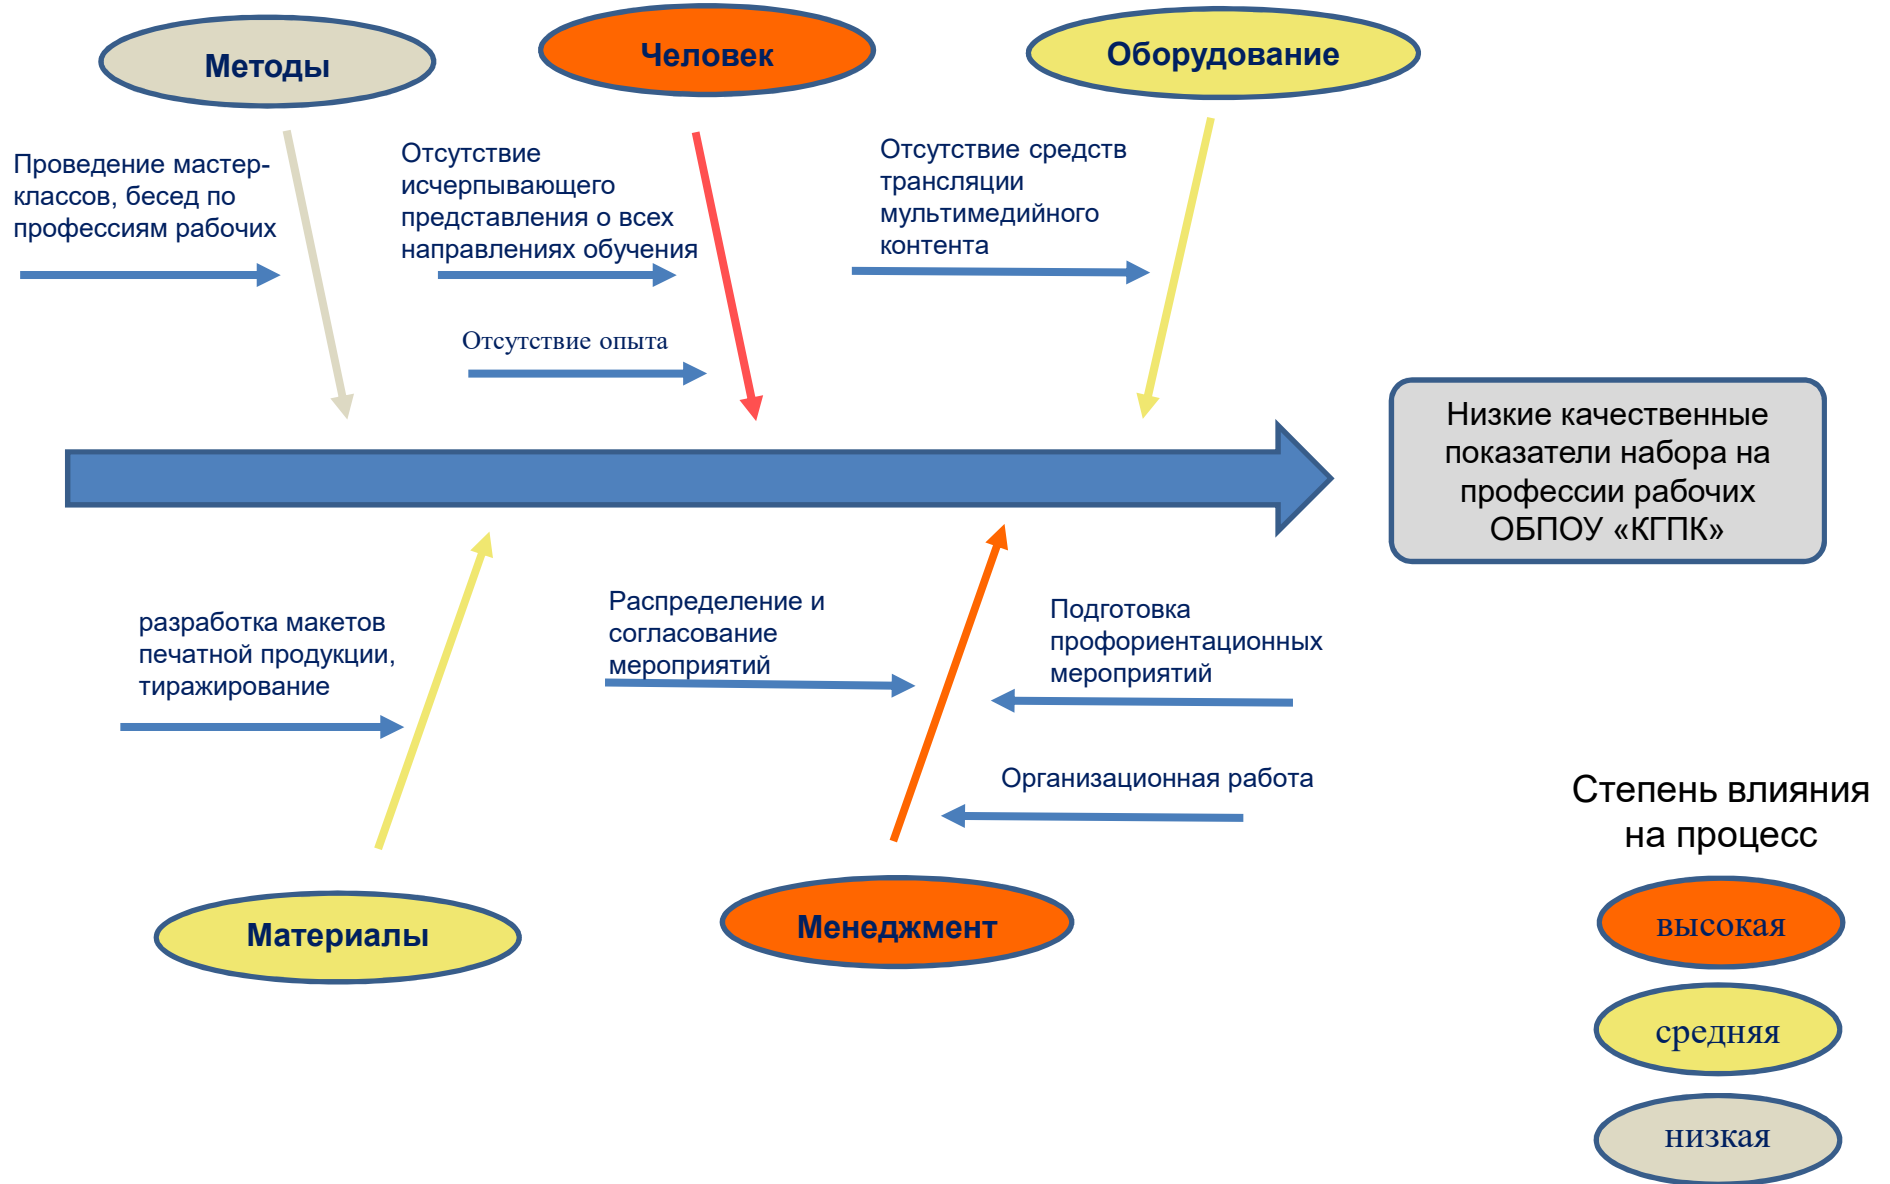 Методы
Человек
Оборудование
Проведение мастер-
классов, бесед по
профессиям рабочих
Отсутствие
исчерпывающего
представления о всех
направлениях обучения
Отсутствие опыта
Отсутствие средств
трансляции
мультимедийного
контента
Низкие качественные
показатели набора на
профессии рабочих
ОБПОУ «КГПК»
разработка макетов
печатной продукции,
тиражирование
Распределение и
согласование
мероприятий
Подготовка
профориентационных
мероприятий
Организационная работа
Материалы
Менеджмент
Степень влияния
на процесс
высокая
средняя
низкая